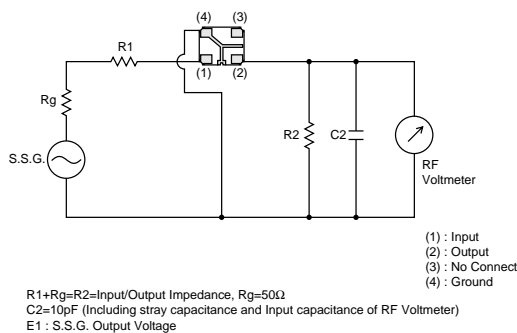 (4) (3)
R1
(1) (2)
Rg
R2 C2
S.S.G.
RF
Voltmeter
(1) : Input
(2) : Output
(3) : No Connect
(4) : Ground
R1+Rg=R2=Input/Output Impedance, Rg=50Ω
C2=10pF (Including stray capacitance and Input capacitance of RF Voltmeter)
E1 : S.S.G. Output Voltage